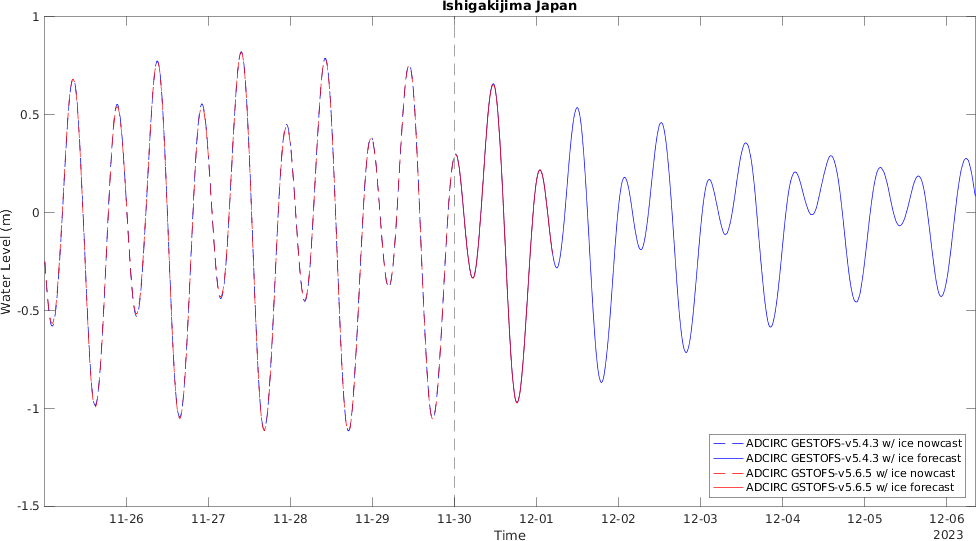 Ishigakijima Japan
Water Level (m)
1
0.5
0
-0.5
-1
-1.5
11-26 11-27 11-28 11-29 11-30 12-01 12-02 12-03 12-04 12-05 12-06
2023
Time
ADCIRC GESTOFS-v5.4.3 w/ ice nowcast
ADCIRC GESTOFS-v5.4.3 w/ ice forecast
ADCIRC GSTOFS-v5.6.5 w/ ice nowcast
ADCIRC GSTOFS-v5.6.5 w/ ice forecast